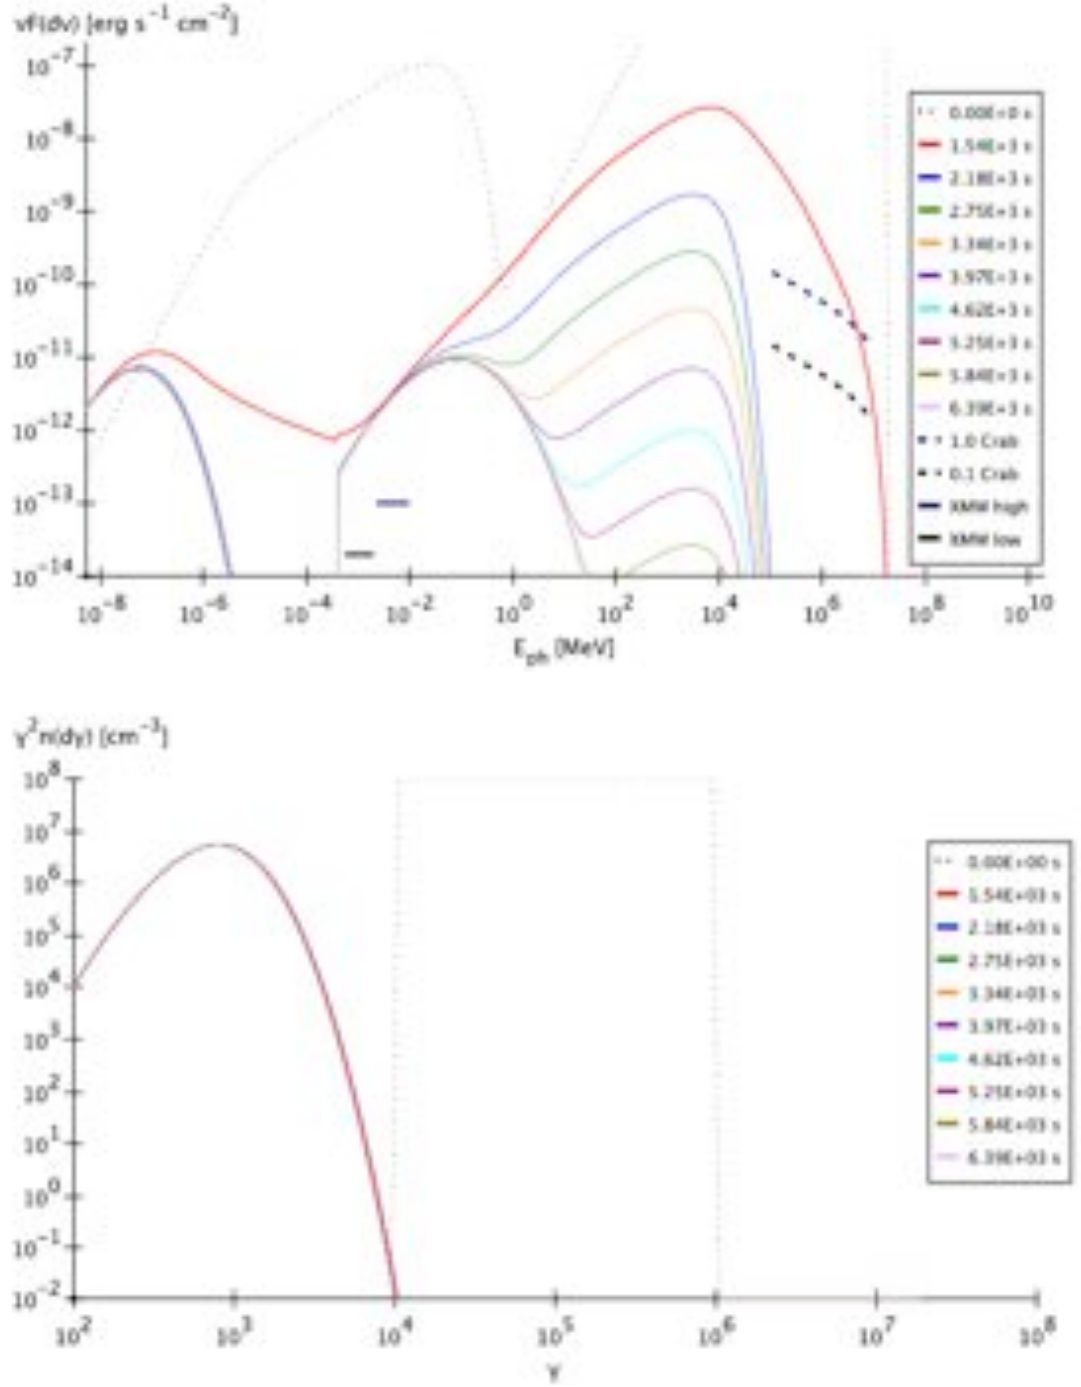 νF(dν) [erg s⁻¹ cm⁻²]
10⁻⁷
10⁻⁸
10⁻⁹
10⁻¹⁰
10⁻¹¹
10⁻¹²
10⁻¹³
10⁻¹⁴
10⁻⁸ 10⁻⁶ 10⁻⁴ 10⁻² 10⁰ 10² 10⁴ 10⁶ 10⁸ 10¹⁰
E_ph [MeV]
0.00E+0 s
1.54E+3 s
2.18E+3 s
2.75E+3 s
3.34E+3 s
3.97E+3 s
4.62E+3 s
5.25E+3 s
5.84E+3 s
6.39E+3 s
1.0 Crab
0.1 Crab
XMW high
XMW low
γ²n(dγ) [cm⁻³]
10⁸
10⁷
10⁶
10⁵
10⁴
10³
10²
10¹
10⁰
10⁻¹
10⁻²
10² 10³ 10⁴ 10⁵ 10⁶ 10⁷ 10⁸
γ
0.00E+00 s
1.54E+03 s
2.18E+03 s
2.75E+03 s
3.34E+03 s
3.97E+03 s
4.62E+03 s
5.25E+03 s
5.84E+03 s
6.39E+03 s